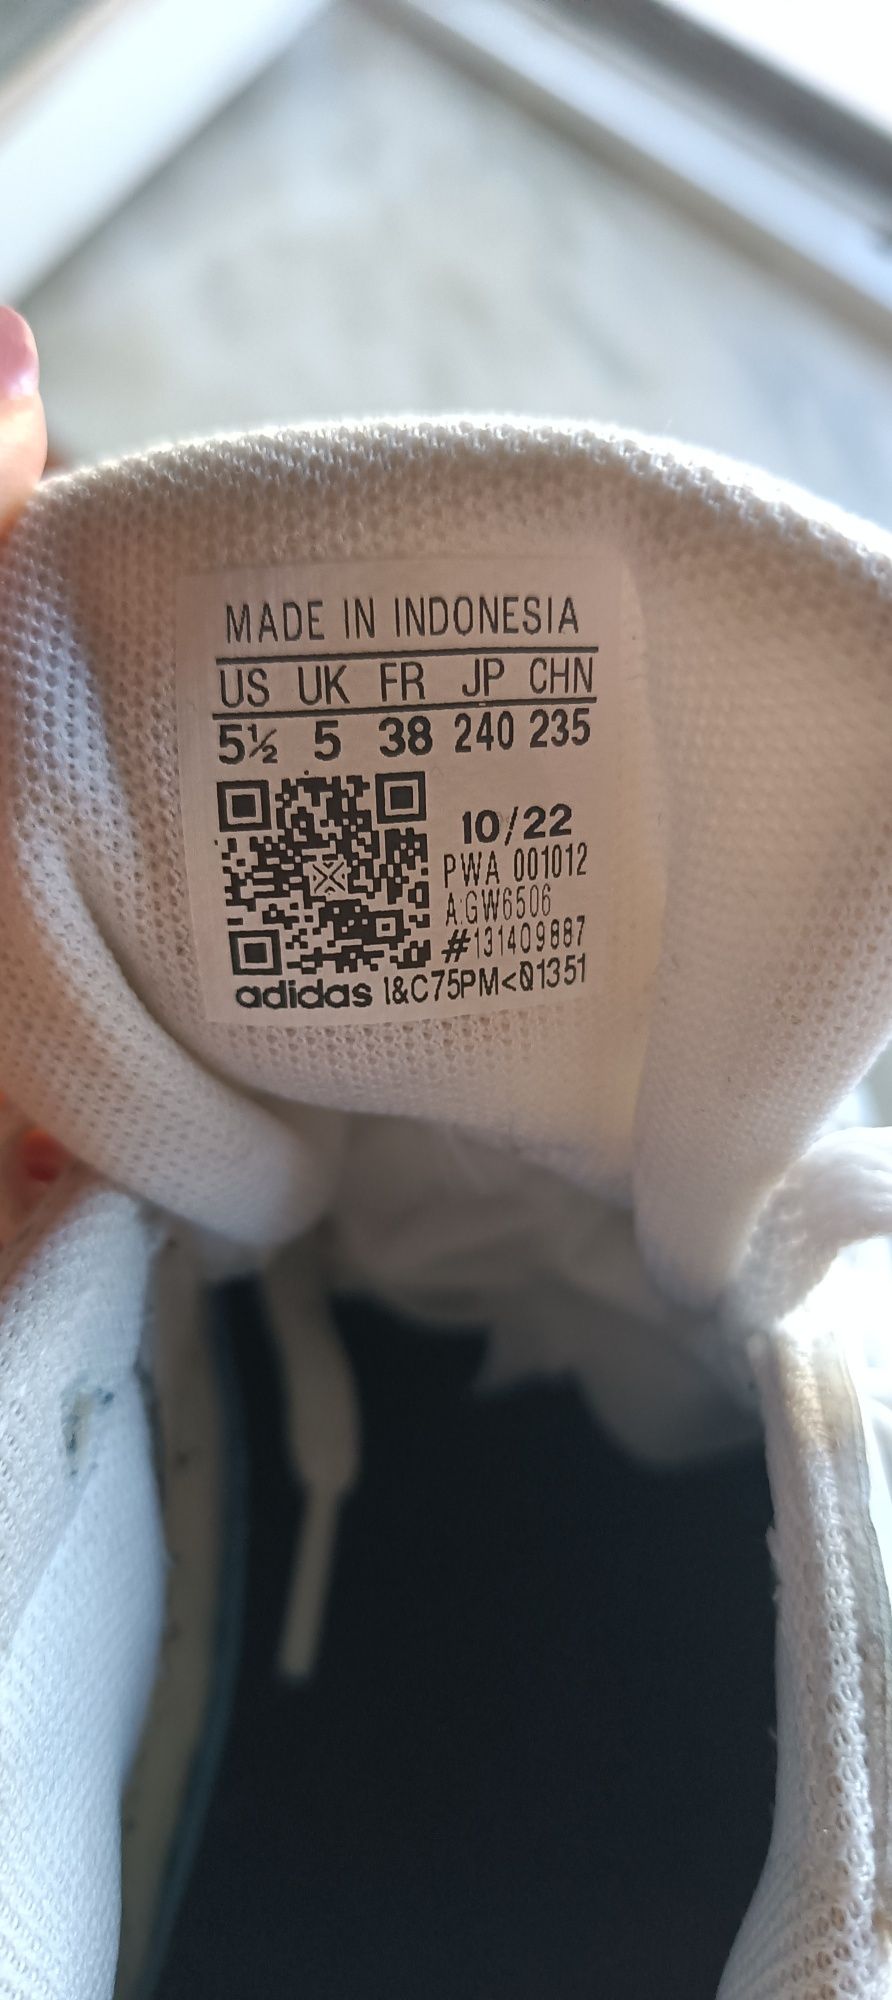 MADE IN INDONESIA
US UK FR JP CHN
5½ 5 38 240 235
10/22
PWA 001012
A:GW6506
#131409887
adidas I&C75PM<01351